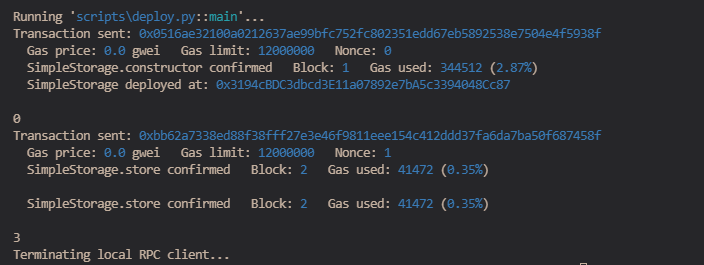 Running 'scripts\deploy.py::main'...
Transaction sent: 0x0516ae32100a0212637ae99bfc752fc802351edd67eb5892538e7504e4f5938f
Gas price: 0.0 gwei Gas limit: 12000000 Nonce: 0
SimpleStorage.constructor confirmed Block: 1 Gas used: 344512 (2.87%)
SimpleStorage deployed at: 0x3194cBDC3dbcd3E11a07892e7bA5c3394048Cc87
0
Transaction sent: 0xbb62a7338ed88f38fff27e3e46f9811eee154c412ddd37fa6da7ba50f687458f
Gas price: 0.0 gwei Gas limit: 12000000 Nonce: 1
SimpleStorage.store confirmed Block: 2 Gas used: 41472 (0.35%)
SimpleStorage.store confirmed Block: 2 Gas used: 41472 (0.35%)
3
Terminating local RPC client...